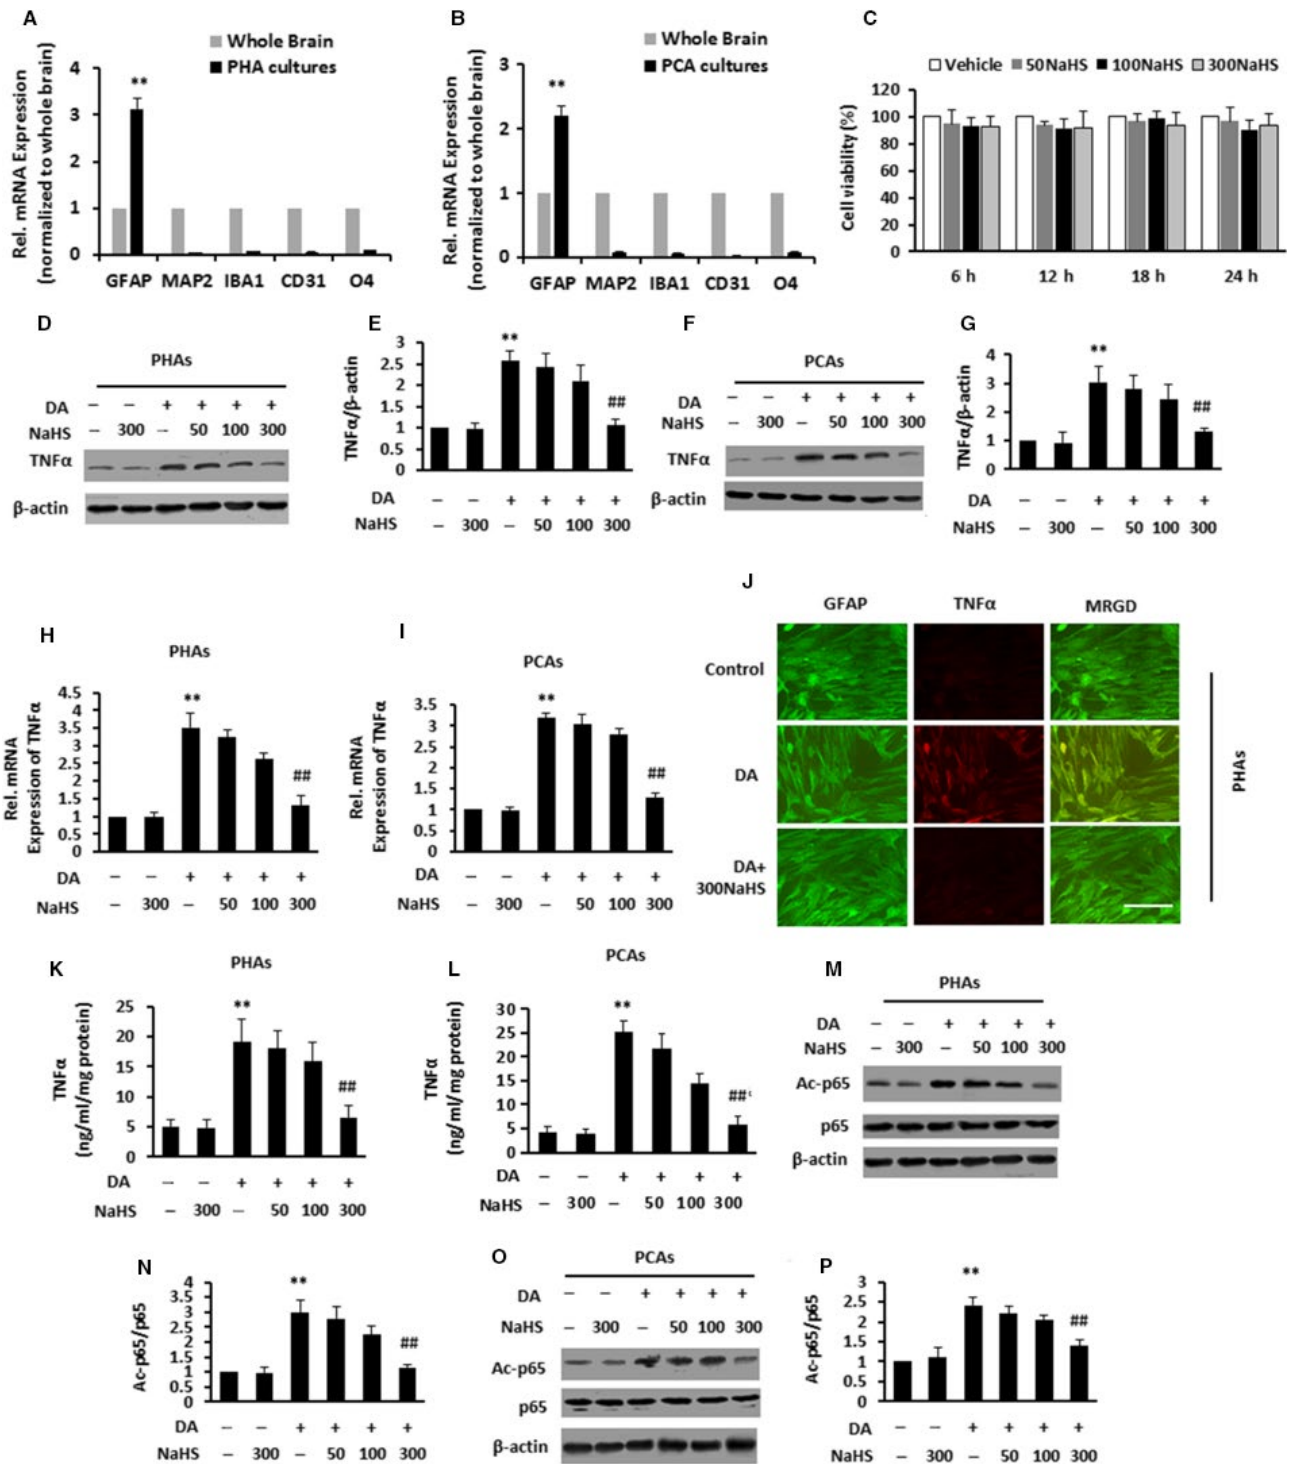 A
Whole Brain
PHA cultures
Rel. mRNA Expression
(normalized to whole brain)
4
3
2
1
0
**
GFAP MAP2 IBA1 CD31 O4
B
Whole Brain
PCA cultures
Rel. mRNA Expression
(normalized to whole brain)
3
2
1
0
**
GFAP MAP2 IBA1 CD31 O4
C
Vehicle 50NaHS 100NaHS 300NaHS
Cell viability (%)
120
100
80
60
40
20
0
6 h 12 h 18 h 24 h
D
PHAs
DA – – + + + +
NaHS – 300 – 50 100 300
TNFα
β-actin
E
TNFα/β-actin
3
2.5
2
1.5
1
0.5
0
**
##
DA – – + + + +
NaHS – 300 – 50 100 300
F
PCAs
DA – – + + + +
NaHS – 300 – 50 100 300
TNFα
β-actin
G
TNFα/β-actin
4
3
2
1
0
**
##
DA – – + + + +
NaHS – 300 – 50 100 300
H
PHAs
Rel. mRNA
Expression of TNFα
4.5
4
3.5
3
2.5
2
1.5
1
0.5
0
**
##
DA – – + + + +
NaHS – 300 – 50 100 300
I
PCAs
Rel. mRNA
Expression of TNFα
3.5
3
2.5
2
1.5
1
0.5
0
**
##
DA – – + + + +
NaHS – 300 – 50 100 300
J
GFAP TNFα MRGD
Control
DA
DA+
300NaHS
PHAs
K
PHAs
TNFα
(ng/ml/mg protein)
25
20
15
10
5
0
**
##
DA – – + + + +
NaHS – 300 – 50 100 300
L
PCAs
TNFα
(ng/ml/mg protein)
30
25
20
15
10
5
0
**
##
DA – – + + + +
NaHS – 300 – 50 100 300
M
PHAs
DA – – + + + +
NaHS – 300 – 50 100 300
Ac-p65
p65
β-actin
N
Ac-p65/p65
4
3.5
3
2.5
2
1.5
1
0.5
0
**
##
DA – – + + + +
NaHS – 300 – 50 100 300
O
PCAs
DA – – + + + +
NaHS – 300 – 50 100 300
Ac-p65
p65
β-actin
P
Ac-p65/p65
3
2.5
2
1.5
1
0.5
0
**
##
DA – – + + + +
NaHS – 300 – 50 100 300